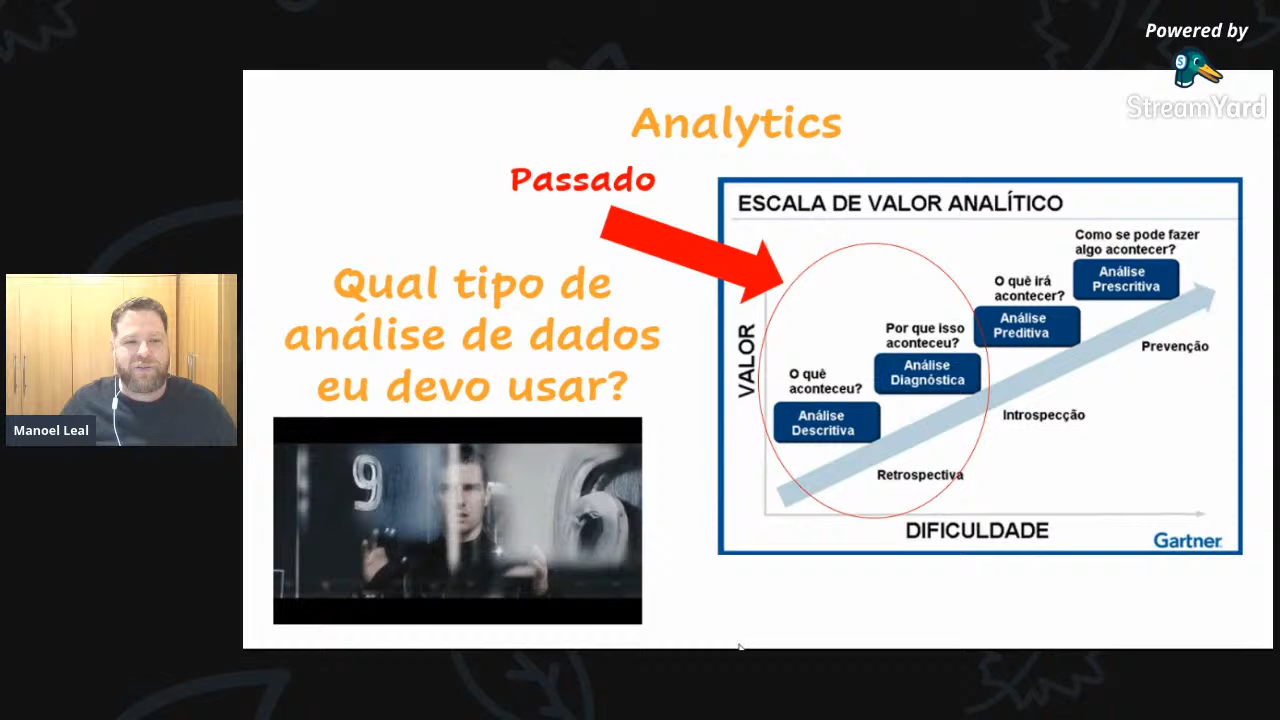 Powered by
StreamYard
Analytics
Passado
Qual tipo de
análise de dados
eu devo usar?
9
6
ESCALA DE VALOR ANALÍTICO
Como se pode fazer
algo acontecer?
Análise
Prescritiva
O quê irá
acontecer?
Análise
Preditiva
Por que isso
aconteceu?
Análise
Diagnóstica
O quê
aconteceu?
Análise
Descritiva
Prevenção
Introspecção
Retrospectiva
VALOR
DIFICULDADE
Gartner
Manoel Leal